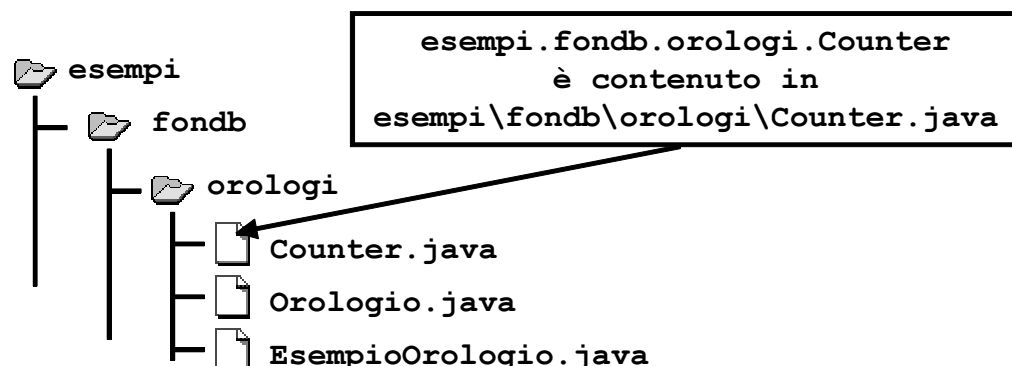 esempi.fondb.orologi.Counter
è contenuto in
esempi\fondb\orologi\Counter.java
esempi
fondb
orologi
Counter.java
Orologio.java
EsempioOrologio.java